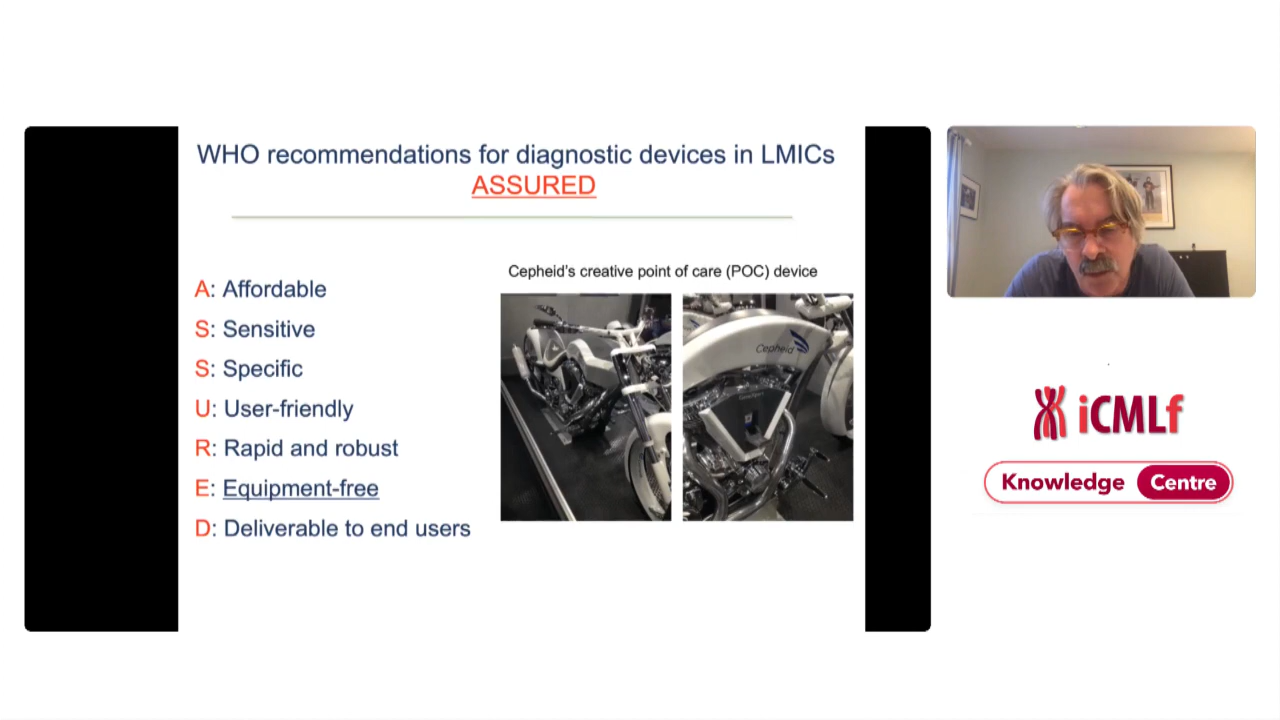 WHO recommendations for diagnostic devices in LMICs
ASSURED
Cepheid's creative point of care (POC) device
A: Affordable
S: Sensitive
S: Specific
U: User-friendly
R: Rapid and robust
E: Equipment-free
D: Deliverable to end users
Cepheid
iCMLf
Knowledge Centre